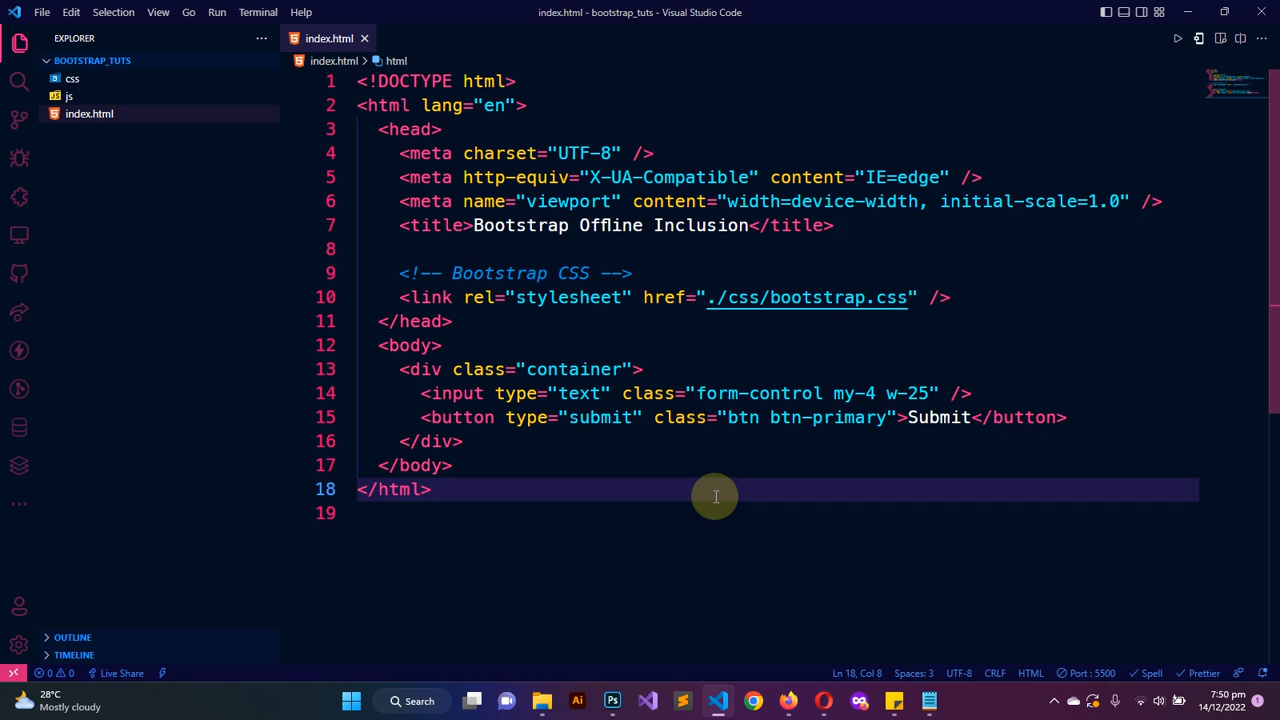 File Edit Selection View Go Run Terminal Help
index.html - bootstrap_tuts - Visual Studio Code
EXPLORER
BOOTSTRAP_TUTS
css
JS js
index.html
OUTLINE
TIMELINE
index.html
index.html > html
1 <!DOCTYPE html>
2 <html lang="en">
3 <head>
4 <meta charset="UTF-8" />
5 <meta http-equiv="X-UA-Compatible" content="IE=edge" />
6 <meta name="viewport" content="width=device-width, initial-scale=1.0" />
7 <title>Bootstrap Offline Inclusion</title>
8
9 <!-- Bootstrap CSS -->
10 <link rel="stylesheet" href="./css/bootstrap.css" />
11 </head>
12 <body>
13 <div class="container">
14 <input type="text" class="form-control my-4 w-25" />
15 <button type="submit" class="btn btn-primary">Submit</button>
16 </div>
17 </body>
18 </html>
19
0 0 Live Share Ln 18, Col 8 Spaces: 3 UTF-8 CRLF HTML Port : 5500 Spell Prettier
28°C
Mostly cloudy
Search
Ai
Ps
7:50 pm
14/12/2022
1